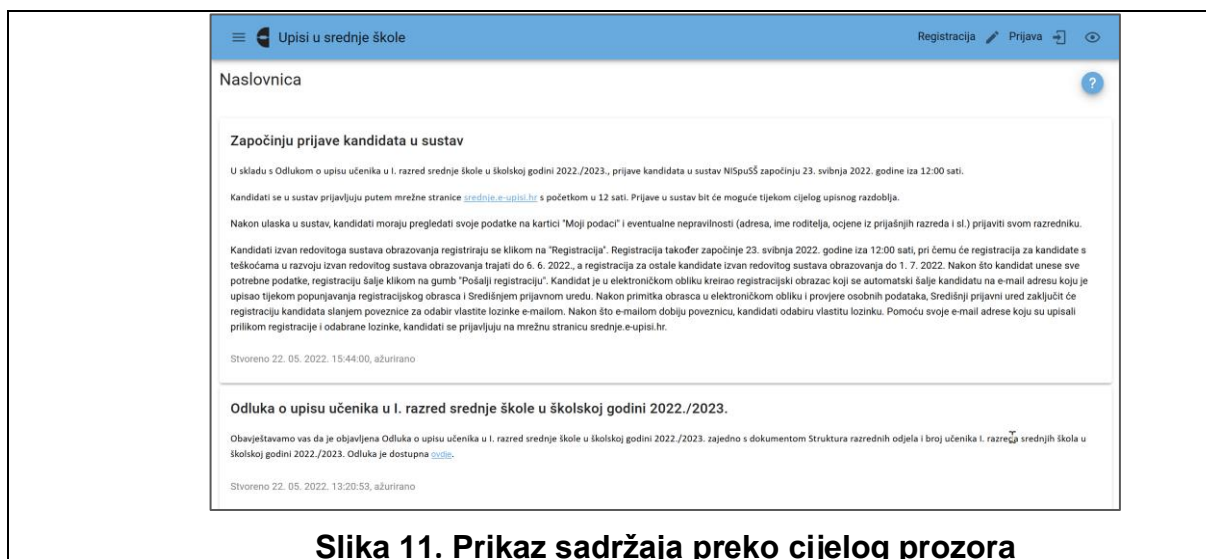 Upisi u srednje škole
Registracija Prijava
Naslovnica
?
Započinju prijave kandidata u sustav
U skladu s Odlukom o upisu učenika u I. razred srednje škole u školskoj godini 2022./2023., prijave kandidata u sustav NISpuSŠ započinju 23. svibnja 2022. godine iza 12:00 sati.
Kandidati se u sustav prijavljuju putem mrežne stranice srednje.e-upisi.hr s početkom u 12 sati. Prijave u sustav bit će moguće tijekom cijelog upisnog razdoblja.
Nakon ulaska u sustav, kandidati moraju pregledati svoje podatke na kartici "Moji podaci" i eventualne nepravilnosti (adresa, ime roditelja, ocjene iz prijašnjih razreda i sl.) prijaviti svom razredniku.
Kandidati izvan redovitoga sustava obrazovanja registriraju se klikom na "Registracija". Registracija također započinje 23. svibnja 2022. godine iza 12:00 sati, pri čemu će registracija za kandidate s
teškoćama u razvoju izvan redovitog sustava obrazovanja trajati do 6. 6. 2022., a registracija za ostale kandidate izvan redovitog sustava obrazovanja do 1. 7. 2022. Nakon što kandidat unese sve
potrebne podatke, registraciju šalje klikom na gumb "Pošalji registraciju". Kandidat je u elektroničkom obliku kreirao registracijski obrazac koji se automatski šalje kandidatu na e-mail adresu koju je
upisao tijekom popunjavanja registracijskog obrasca i Središnjem prijavnom uredu. Nakon primitka obrasca u elektroničkom obliku i provjere osobnih podataka, Središnji prijavni ured zaključit će
registraciju kandidata slanjem poveznice za odabir vlastite lozinke e-mailom. Nakon što e-mailom dobiju poveznicu, kandidati odabiru vlastitu lozinku. Pomoću svoje e-mail adrese koju su upisali
prilikom registracije i odabrane lozinke, kandidati se prijavljuju na mrežnu stranicu srednje.e-upisi.hr.
Stvoreno 22. 05. 2022. 15:44:00, ažurirano
Odluka o upisu učenika u I. razred srednje škole u školskoj godini 2022./2023.
Obavještavamo vas da je objavljena Odluka o upisu učenika u I. razred srednje škole u školskoj godini 2022./2023. zajedno s dokumentom Struktura razrednih odjela i broj učenika I. razreda srednjih škola u
školskoj godini 2022./2023. Odluka je dostupna ovdje.
Stvoreno 22. 05. 2022. 13:20:53, ažurirano
Slika 11. Prikaz sadržaja preko cijelog prozora